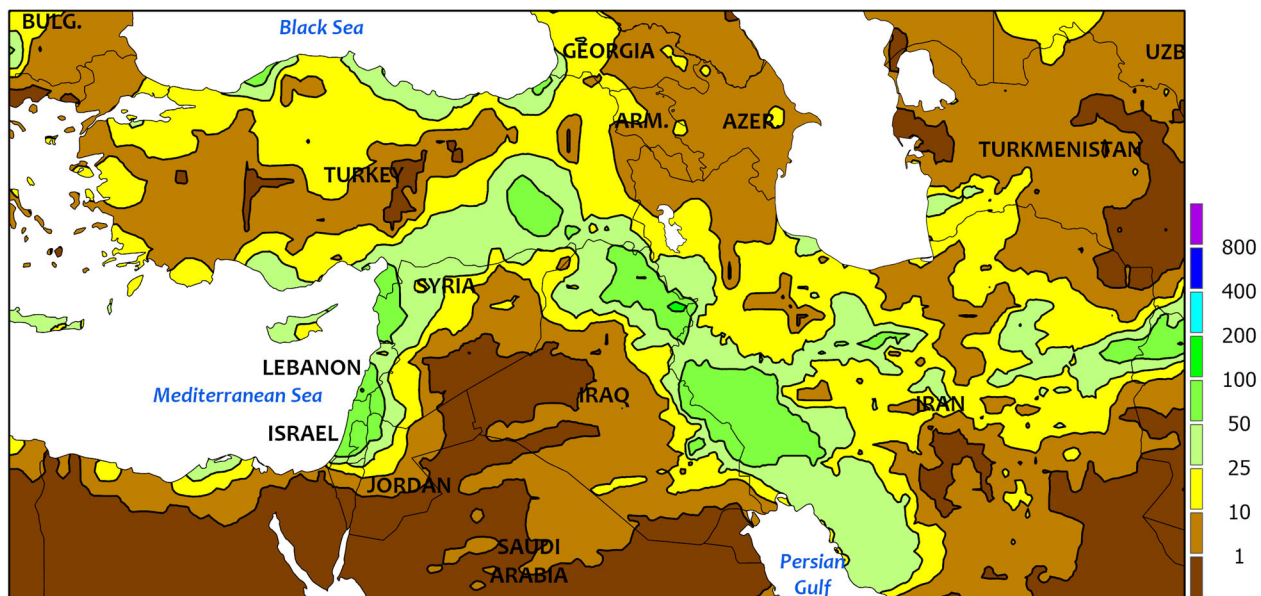 BULG.
Black Sea
GEORGIA
UZB
ARM.
AZER.
TURKMENISTAN
TURKEY
SYRIA
LEBANON
Mediterranean Sea
IRAQ
IRAN
ISRAEL
JORDAN
SAUDI
ARABIA
Persian
Gulf
800
400
200
100
50
25
10
1